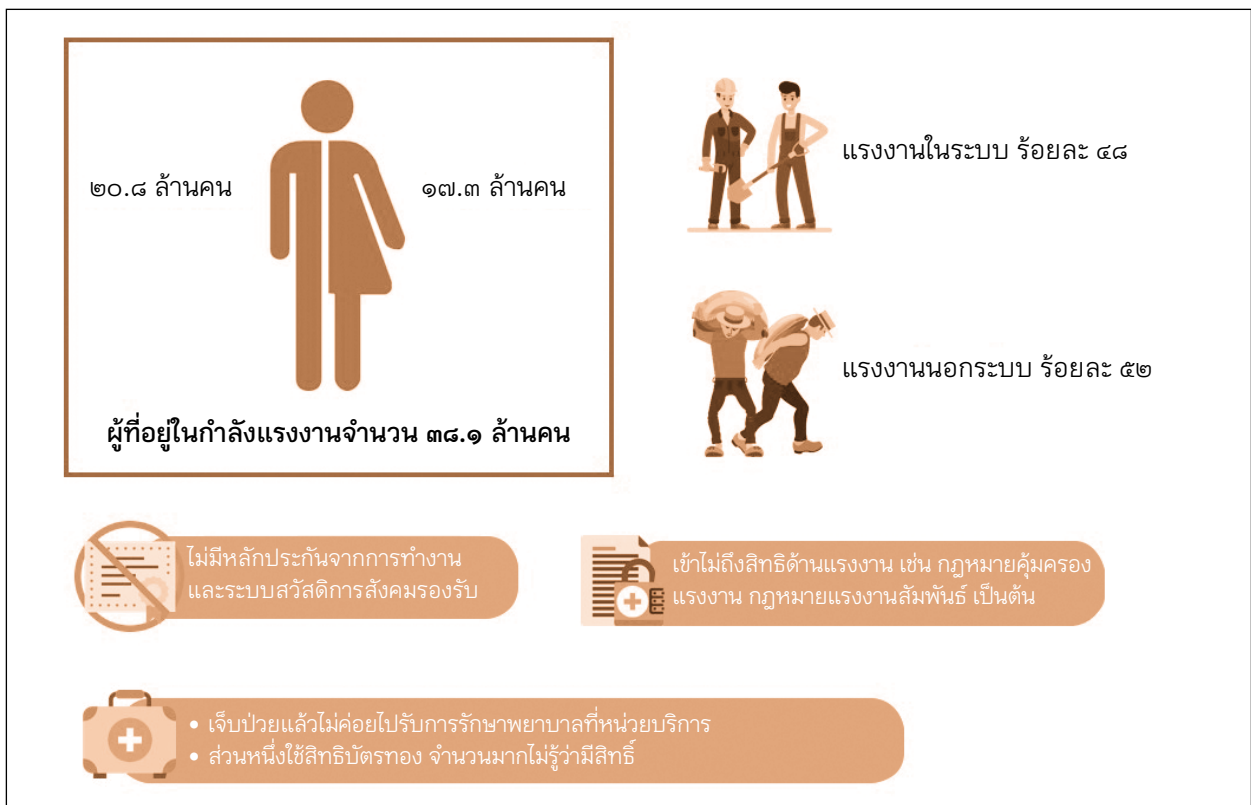 ๒๐.๘ ล้านคน
๑๗.๓ ล้านคน
ผู้ที่อยู่ในกำลังแรงงานจำนวน ๓๘.๑ ล้านคน
แรงงานในระบบ ร้อยละ ๔๘
แรงงานนอกระบบ ร้อยละ ๕๒
ไม่มีหลักประกันจากการทำงาน
และระบบสวัสดิการสังคมรองรับ
เข้าไม่ถึงสิทธิด้านแรงงาน เช่น กฎหมายคุ้มครอง
แรงงาน กฎหมายแรงงานสัมพันธ์ เป็นต้น
• เจ็บป่วยแล้วไม่ค่อยไปรับการรักษาพยาบาลที่หน่วยบริการ
• ส่วนหนึ่งใช้สิทธิบัตรทอง จำนวนมากไม่รู้ว่ามีสิทธิ์